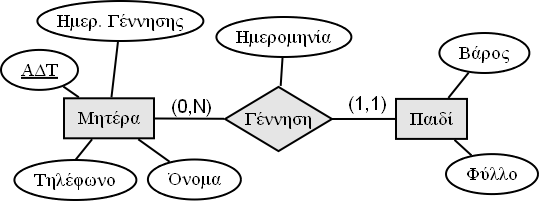 Ημερ. Γέννησης
Ημερομηνία
Βάρος
ΑΔΤ
(0,N)
(1,1)
Μητέρα
Γέννηση
Παιδί
Τηλέφωνο
Όνομα
Φύλλο